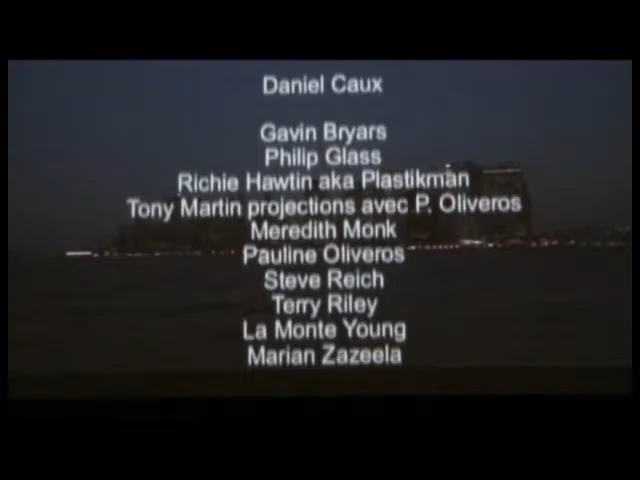 Daniel Caux
Gavin Bryars
Philip Glass
Richie Hawtin aka Plastikman
Tony Martin projections avec P. Oliveros
Meredith Monk
Pauline Oliveros
Steve Reich
Terry Riley
La Monte Young
Marian Zazeela